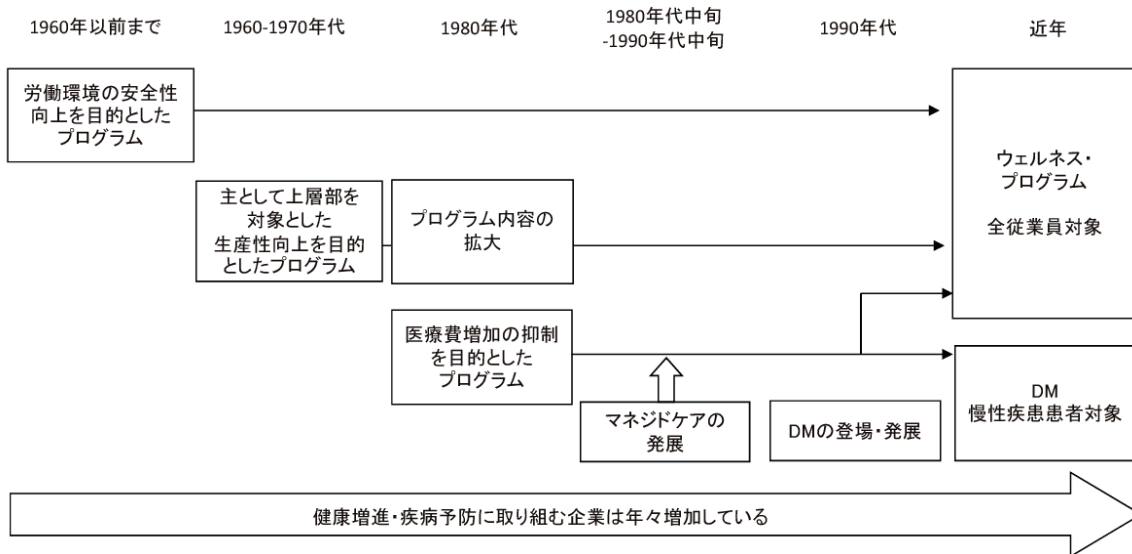 1960年以前まで
1960-1970年代
1980年代
1980年代中旬
-1990年代中旬
1990年代
近年
労働環境の安全性
向上を目的とした
プログラム
主として上層部を
対象とした
生産性向上を目的
としたプログラム
プログラム内容の
拡大
ウェルネス・
プログラム
全従業員対象
医療費増加の抑制
を目的とした
プログラム
マネジドケアの
発展
DMの登場・発展
DM
慢性疾患患者対象
健康増進・疾病予防に取り組む企業は年々増加している